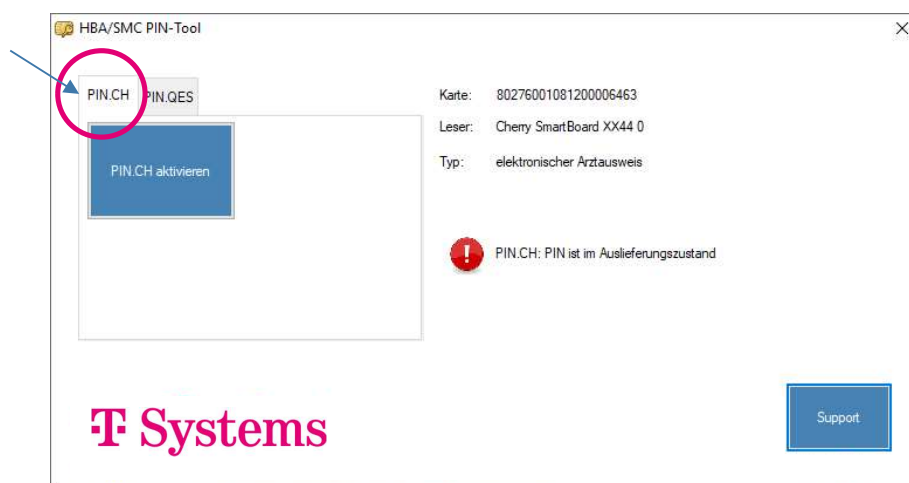 HBA/SMC PIN-Tool
PIN.CH
PIN.QES
PIN.CH aktivieren
Karte: 80276001081200006463
Leser: Cherry SmartBoard XX44 0
Typ: elektronischer Arztausweis
PIN.CH: PIN ist im Auslieferungszustand
T Systems
Support